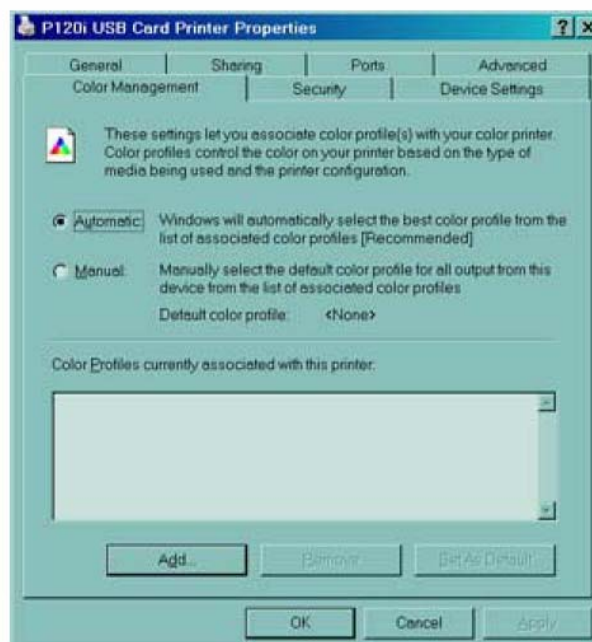 P120i USB Card Printer Properties
General Sharing Ports Advanced
Color Management Security Device Settings
These settings let you associate color profile(s) with your color printer.
Color profiles control the color on your printer based on the type of
media being used and the printer configuration.
Automatic: Windows will automatically select the best color profile from the
list of associated color profiles [Recommended]
Manual: Manually select the default color profile for all output from this
device from the list of associated color profiles
Default color profile: <None>
Color Profiles currently associated with this printer:
Add... Remove Set As Default
OK Cancel Apply